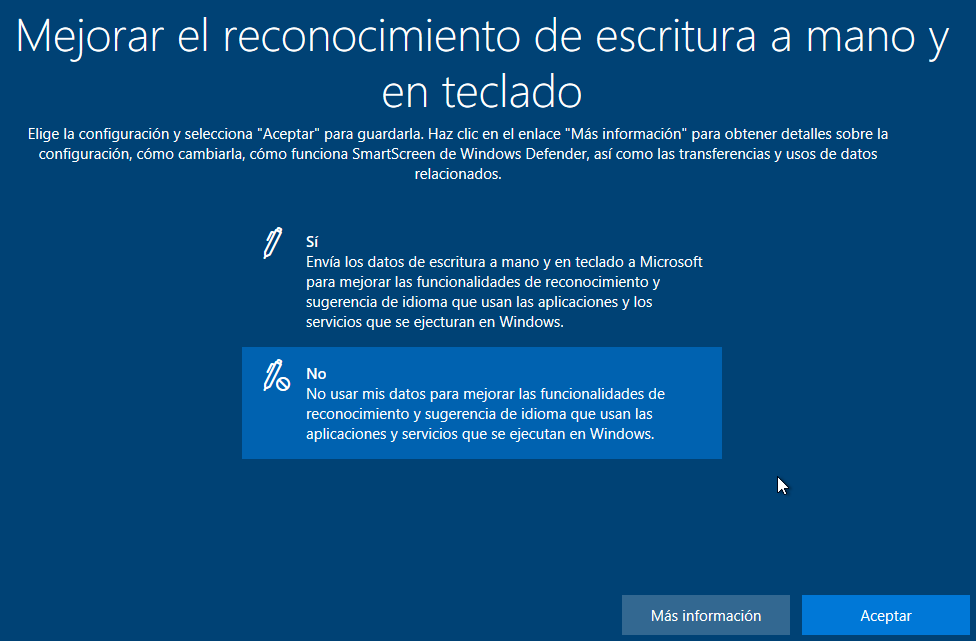 Mejorar el reconocimiento de escritura a mano y
en teclado
Elige la configuración y selecciona "Aceptar" para guardarla. Haz clic en el enlace "Más información" para obtener detalles sobre la
configuración, cómo cambiarla, cómo funciona SmartScreen de Windows Defender, así como las transferencias y usos de datos
relacionados.
Sí
Envía los datos de escritura a mano y en teclado a Microsoft
para mejorar las funcionalidades de reconocimiento y
sugerencia de idioma que usan las aplicaciones y los
servicios que se ejecturan en Windows.
No
No usar mis datos para mejorar las funcionalidades de
reconocimiento y sugerencia de idioma que usan las
aplicaciones y servicios que se ejecutan en Windows.
Más información
Aceptar